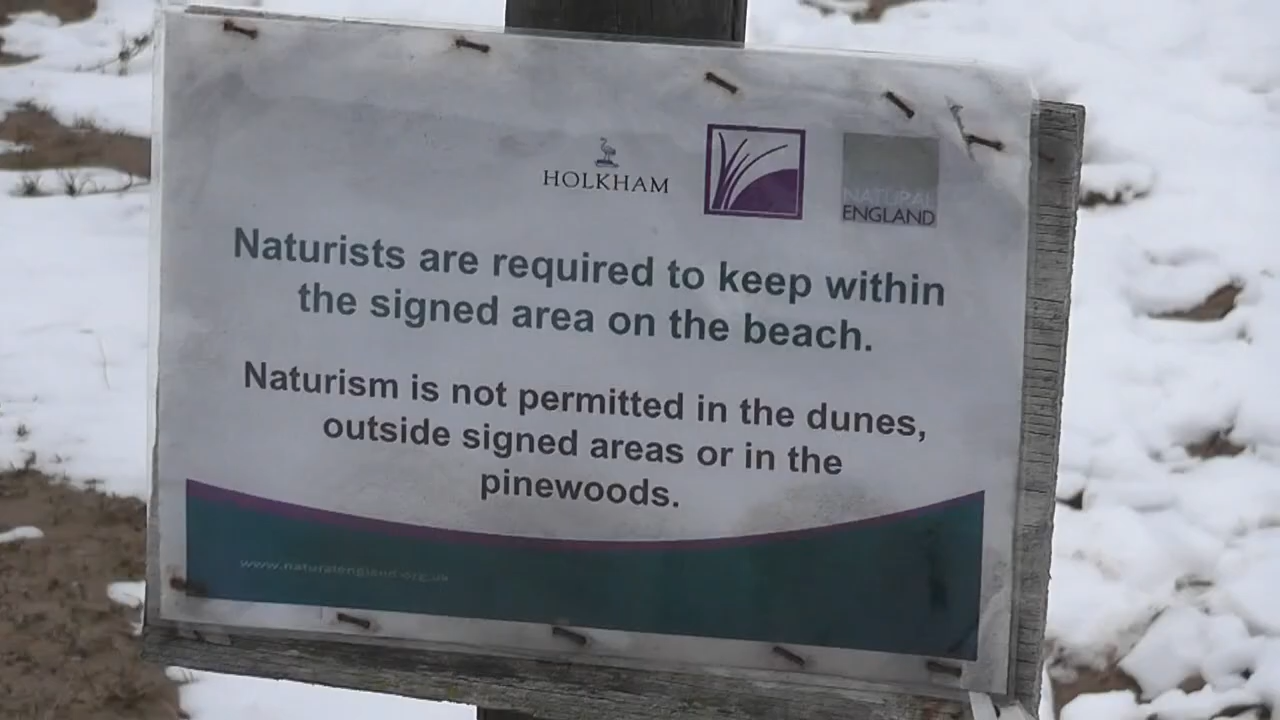 HOLKHAM
NATURAL
ENGLAND
Naturists are required to keep within
the signed area on the beach.
Naturism is not permitted in the dunes,
outside signed areas or in the
pinewoods.
www.naturalengland.org.uk